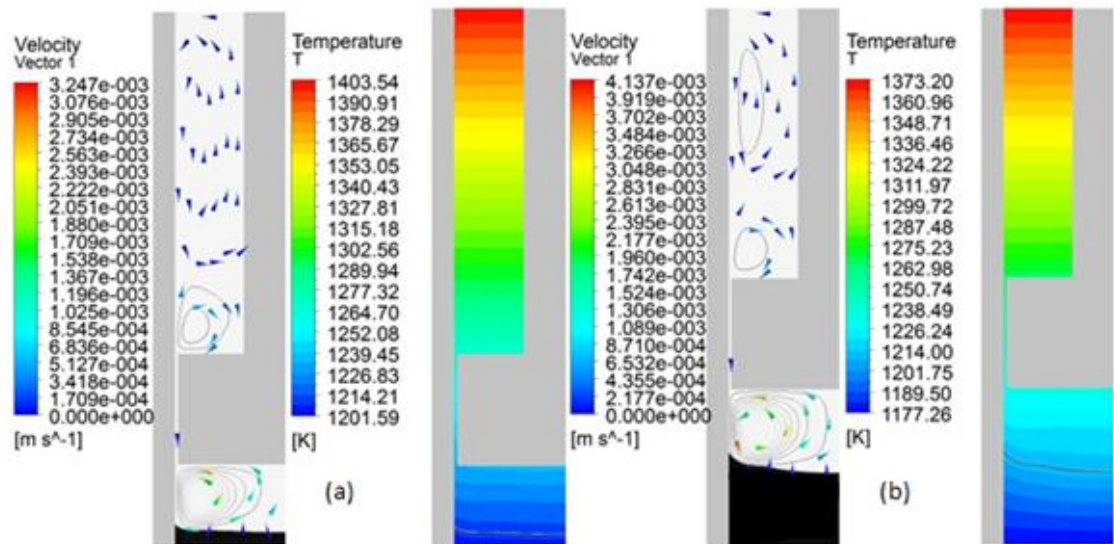 Velocity
Vector 1
3.247e-003
3.076e-003
2.905e-003
2.734e-003
2.563e-003
2.393e-003
2.222e-003
2.051e-003
1.880e-003
1.709e-003
1.538e-003
1.367e-003
1.196e-003
1.025e-003
8.545e-004
6.836e-004
5.127e-004
3.418e-004
1.709e-004
0.000e+000
[m s^-1]
Temperature
T
1403.54
1390.91
1378.29
1365.67
1353.05
1340.43
1327.81
1315.18
1302.56
1289.94
1277.32
1264.70
1252.08
1239.45
1226.83
1214.21
1201.59
[K]
(a)
Velocity
Vector 1
4.137e-003
3.919e-003
3.702e-003
3.484e-003
3.266e-003
3.048e-003
2.831e-003
2.613e-003
2.395e-003
2.177e-003
1.960e-003
1.742e-003
1.524e-003
1.306e-003
1.089e-003
8.710e-004
6.532e-004
4.355e-004
2.177e-004
0.000e+000
[m s^-1]
Temperature
T
1373.20
1360.96
1348.71
1336.46
1324.22
1311.97
1299.72
1287.48
1275.23
1262.98
1250.74
1238.49
1226.24
1214.00
1201.75
1189.50
1177.26
[K]
(b)